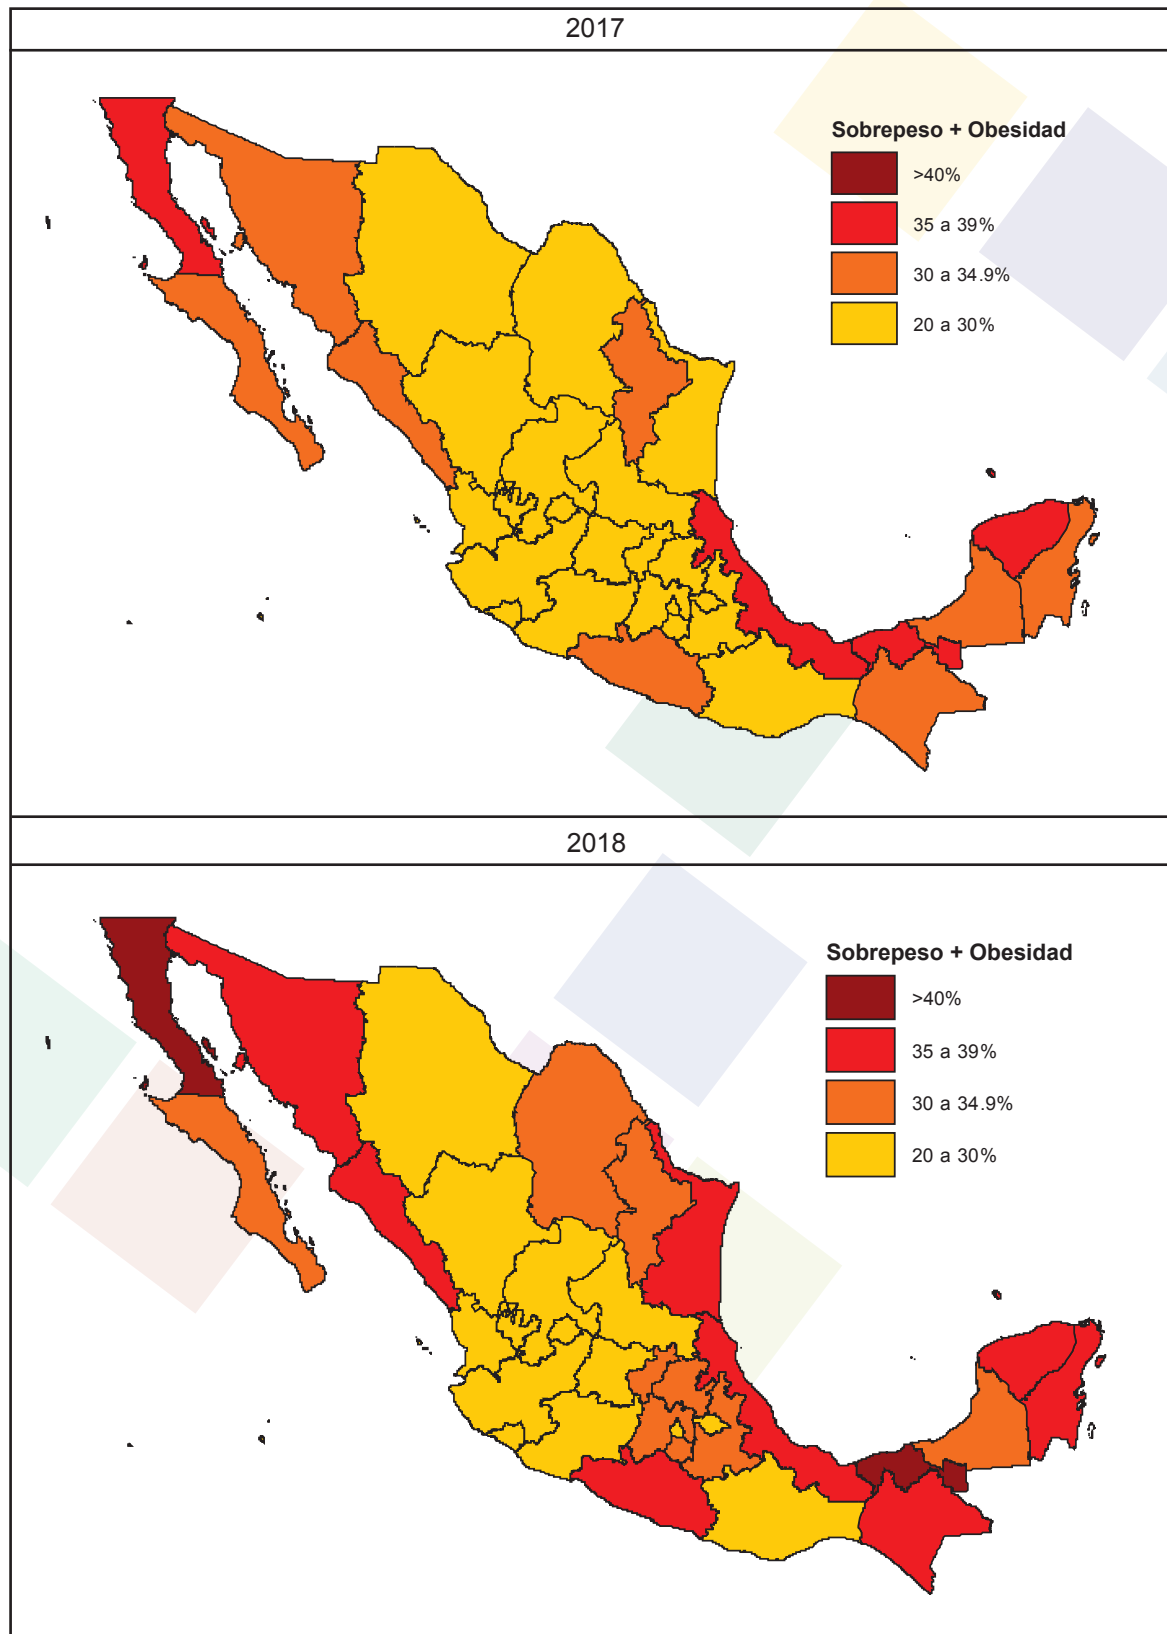 2017
Sobrepeso + Obesidad
>40%
35 a 39%
30 a 34.9%
20 a 30%
2018
Sobrepeso + Obesidad
>40%
35 a 39%
30 a 34.9%
20 a 30%